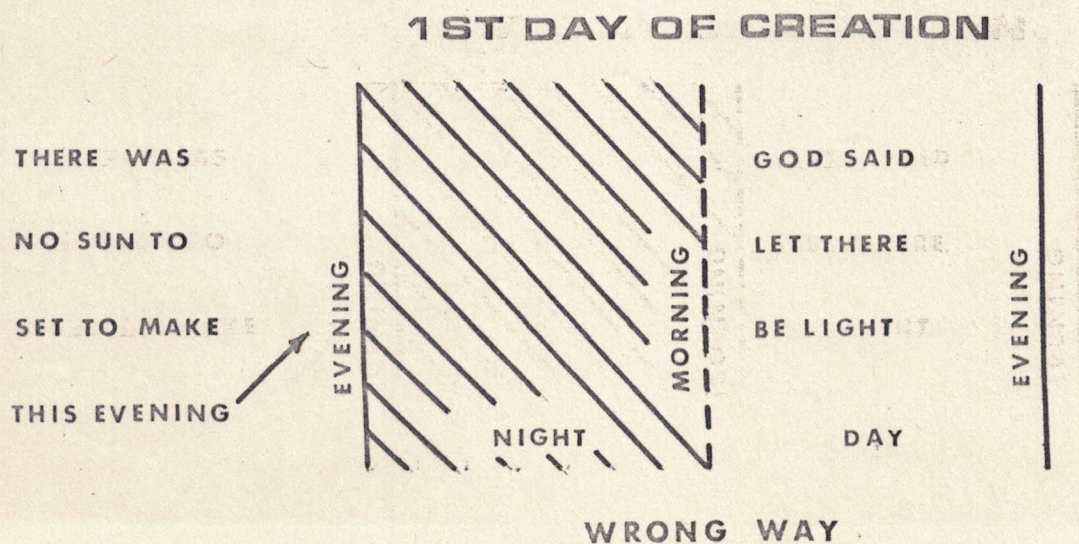 1ST DAY OF CREATION
THERE WAS
NO SUN TO
SET TO MAKE
THIS EVENING
EVENING
NIGHT
MORNING
GOD SAID
LET THERE
BE LIGHT
DAY
EVENING
WRONG WAY